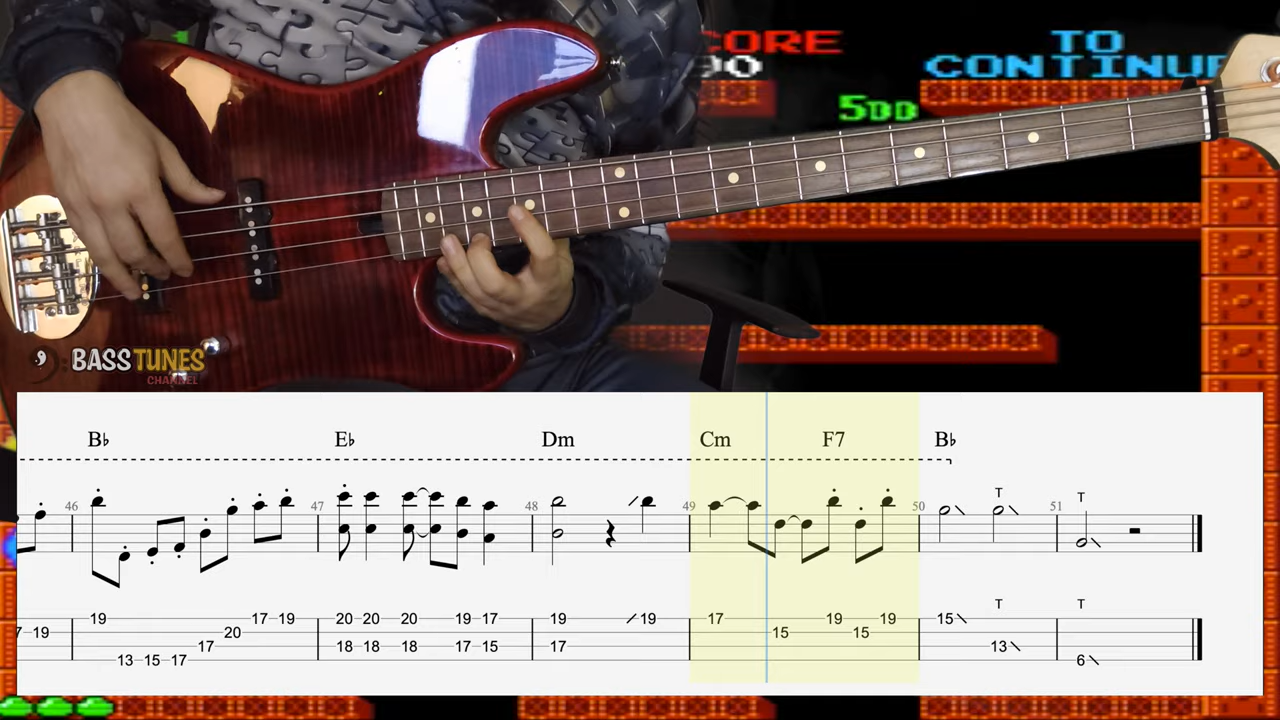 CORE
TO
00
CONTINU
500
BASS TUNES
CHANNEL
B♭ E♭ Dm Cm F7 B♭
46 47 48 49 50 51
T T
T T
19 17 19 20 20 20 19 17 19 19 17 19 19 15
19 20 15 15
17 18 18 18 17 15 17 13
13 15 17 6